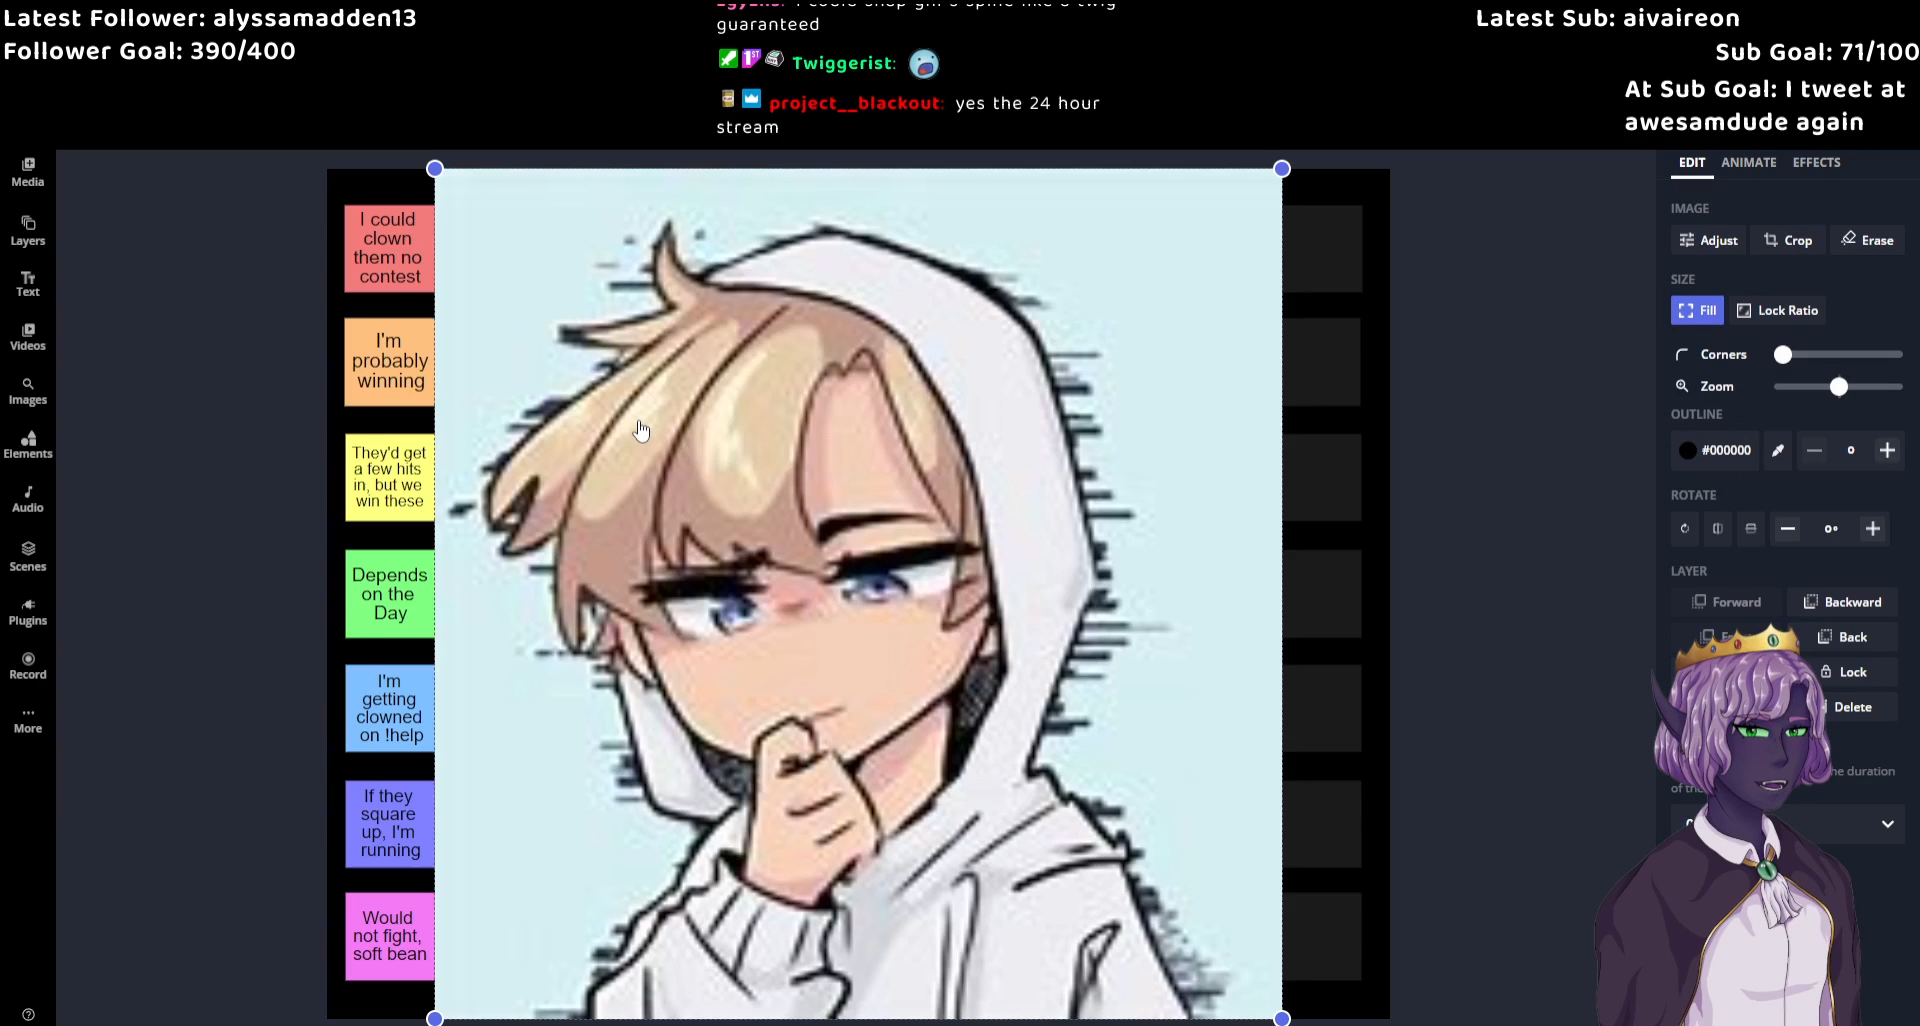 Latest Follower: alyssamadden13
Follower Goal: 390/400
guaranteed
Twiggerist:
project__blackout: yes the 24 hour
stream
Latest Sub: aivaireon
Sub Goal: 71/100
At Sub Goal: I tweet at
awesamdude again
Media
Layers
Text
Videos
Images
Elements
Audio
Scenes
Plugins
Record
More
I could
clown
them no
contest
I'm
probably
winning
They'd get
a few hits
in, but we
win these
Depends
on the
Day
I'm
getting
clowned
on !help
If they
square
up, I'm
running
Would
not fight,
soft bean
EDIT ANIMATE EFFECTS
IMAGE
Adjust Crop Erase
SIZE
Fill Lock Ratio
Corners
Zoom
OUTLINE
#000000 0
ROTATE
0°
LAYER
Forward Backward
Back
Lock
Delete
duration
of